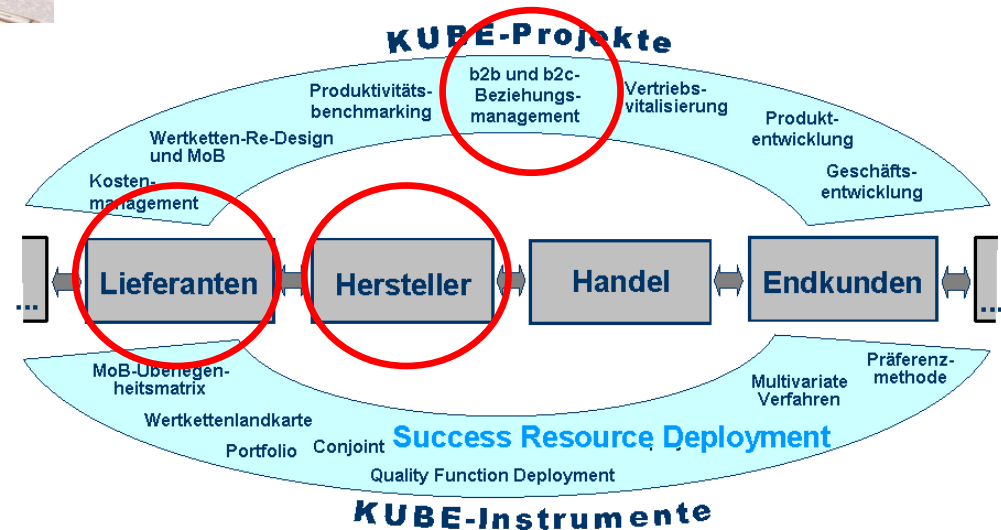 KUBE-Projekte
b2b und b2c-
Beziehungs-
management
Produktivitäts-
benchmarking
Vertriebs-
vitalisierung
Wertketten-Re-Design
und MoB
Produkt-
entwicklung
Kosten-
management
Geschäfts-
entwicklung
...
Lieferanten
Hersteller
Handel
Endkunden
...
MoB-Überlegen-
heitsmatrix
Präferenz-
methode
Multivariate
Verfahren
Wertkettenlandkarte
Portfolio
Conjoint
Success Resource Deployment
Quality Function Deployment
KUBE-Instrumente